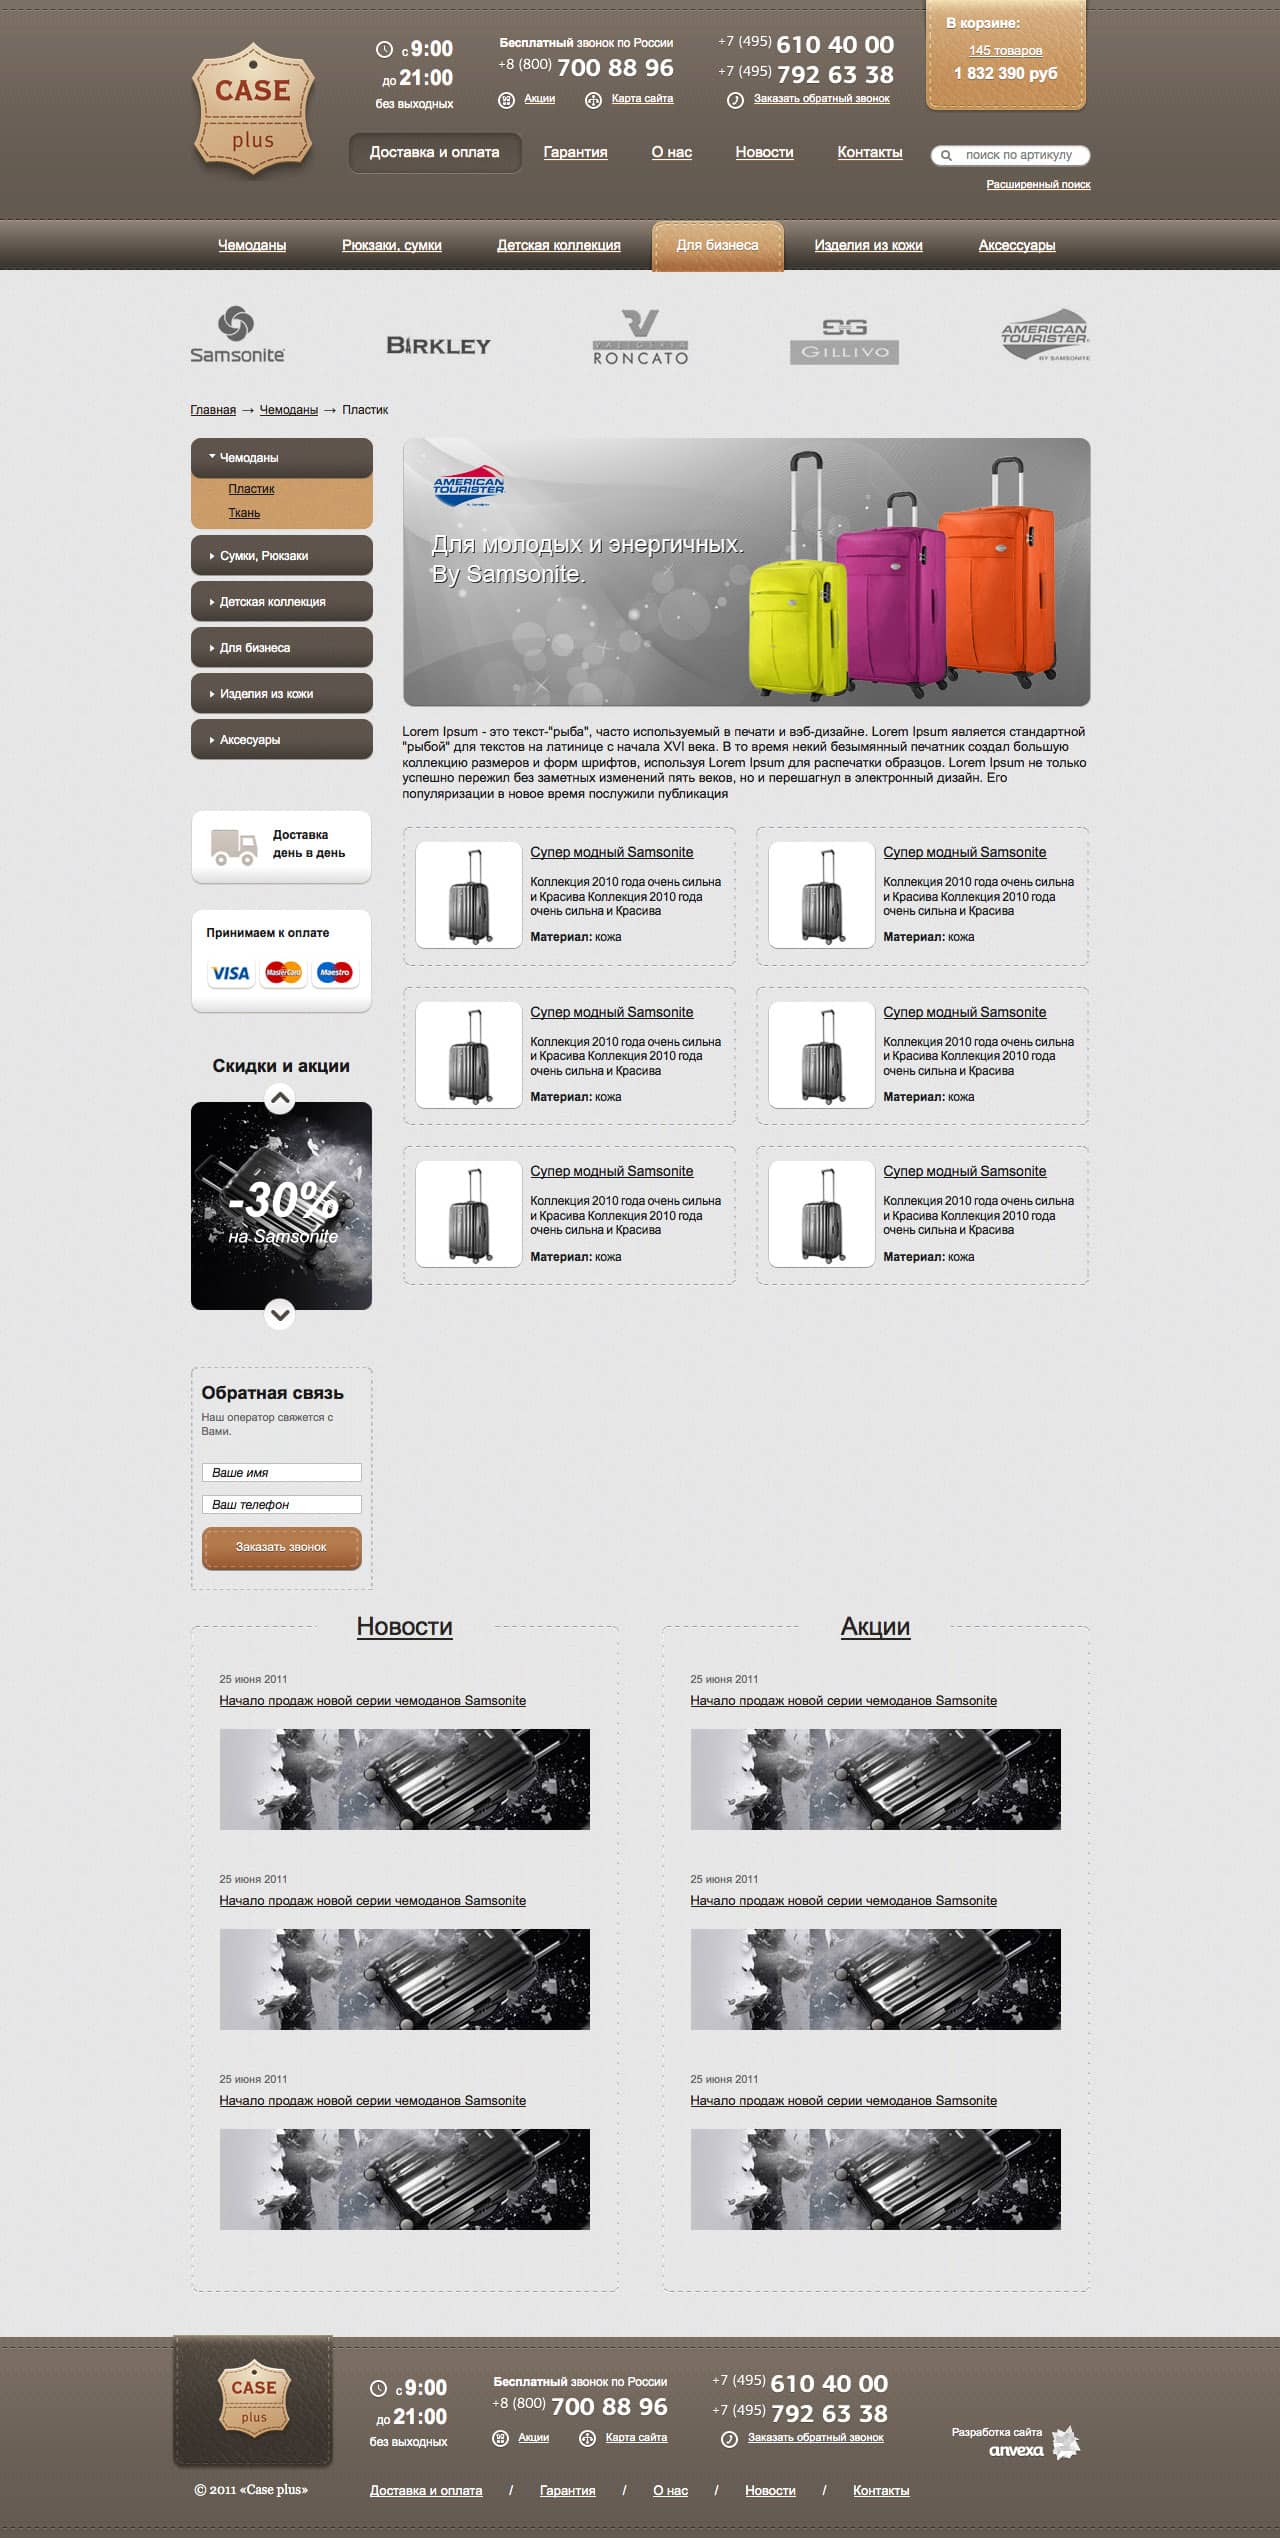 CASE
plus
с 9:00
до 21:00
без выходных
Бесплатный звонок по России
+8 (800) 700 88 96
Акции Карта сайта
+7 (495) 610 40 00
+7 (495) 792 63 38
Заказать обратный звонок
В корзине:
145 товаров
1 832 390 руб
Доставка и оплата Гарантия О нас Новости Контакты
поиск по артикулу
Расширенный поиск
Чемоданы Рюкзаки, сумки Детская коллекция Для бизнеса Изделия из кожи Аксессуары
Samsonite
BIRKLEY
VALIGERIA
RONCATO
GILLIVO
AMERICAN
TOURISTER
BY SAMSONITE
Главная → Чемоданы → Пластик
Чемоданы
Пластик
Ткань
Сумки, Рюкзаки
Детская коллекция
Для бизнеса
Изделия из кожи
Аксесуары
AMERICAN
TOURISTER
Для молодых и энергичных.
By Samsonite.
Lorem Ipsum - это текст-"рыба", часто используемый в печати и вэб-дизайне. Lorem Ipsum является стандартной
"рыбой" для текстов на латинице с начала XVI века. В то время некий безымянный печатник создал большую
коллекцию размеров и форм шрифтов, используя Lorem Ipsum для распечатки образцов. Lorem Ipsum не только
успешно пережил без заметных изменений пять веков, но и перешагнул в электронный дизайн. Его
популяризации в новое время послужили публикация
Доставка
день в день
Принимаем к оплате
VISA MasterCard Maestro
Скидки и акции
-30%
на Samsonite
Супер модный Samsonite
Коллекция 2010 года очень сильна
и Красива Коллекция 2010 года
очень сильна и Красива
Материал: кожа
Супер модный Samsonite
Коллекция 2010 года очень сильна
и Красива Коллекция 2010 года
очень сильна и Красива
Материал: кожа
Супер модный Samsonite
Коллекция 2010 года очень сильна
и Красива Коллекция 2010 года
очень сильна и Красива
Материал: кожа
Супер модный Samsonite
Коллекция 2010 года очень сильна
и Красива Коллекция 2010 года
очень сильна и Красива
Материал: кожа
Супер модный Samsonite
Коллекция 2010 года очень сильна
и Красива Коллекция 2010 года
очень сильна и Красива
Материал: кожа
Супер модный Samsonite
Коллекция 2010 года очень сильна
и Красива Коллекция 2010 года
очень сильна и Красива
Материал: кожа
Обратная связь
Наш оператор свяжется с
Вами.
Ваше имя
Ваш телефон
Заказать звонок
Новости
25 июня 2011
Начало продаж новой серии чемоданов Samsonite
25 июня 2011
Начало продаж новой серии чемоданов Samsonite
25 июня 2011
Начало продаж новой серии чемоданов Samsonite
Акции
25 июня 2011
Начало продаж новой серии чемоданов Samsonite
25 июня 2011
Начало продаж новой серии чемоданов Samsonite
25 июня 2011
Начало продаж новой серии чемоданов Samsonite
CASE
plus
с 9:00
до 21:00
без выходных
Бесплатный звонок по России
+8 (800) 700 88 96
Акции Карта сайта
+7 (495) 610 40 00
+7 (495) 792 63 38
Заказать обратный звонок
Разработка сайта
anvexa
© 2011 «Case plus»
Доставка и оплата / Гарантия / О нас / Новости / Контакты